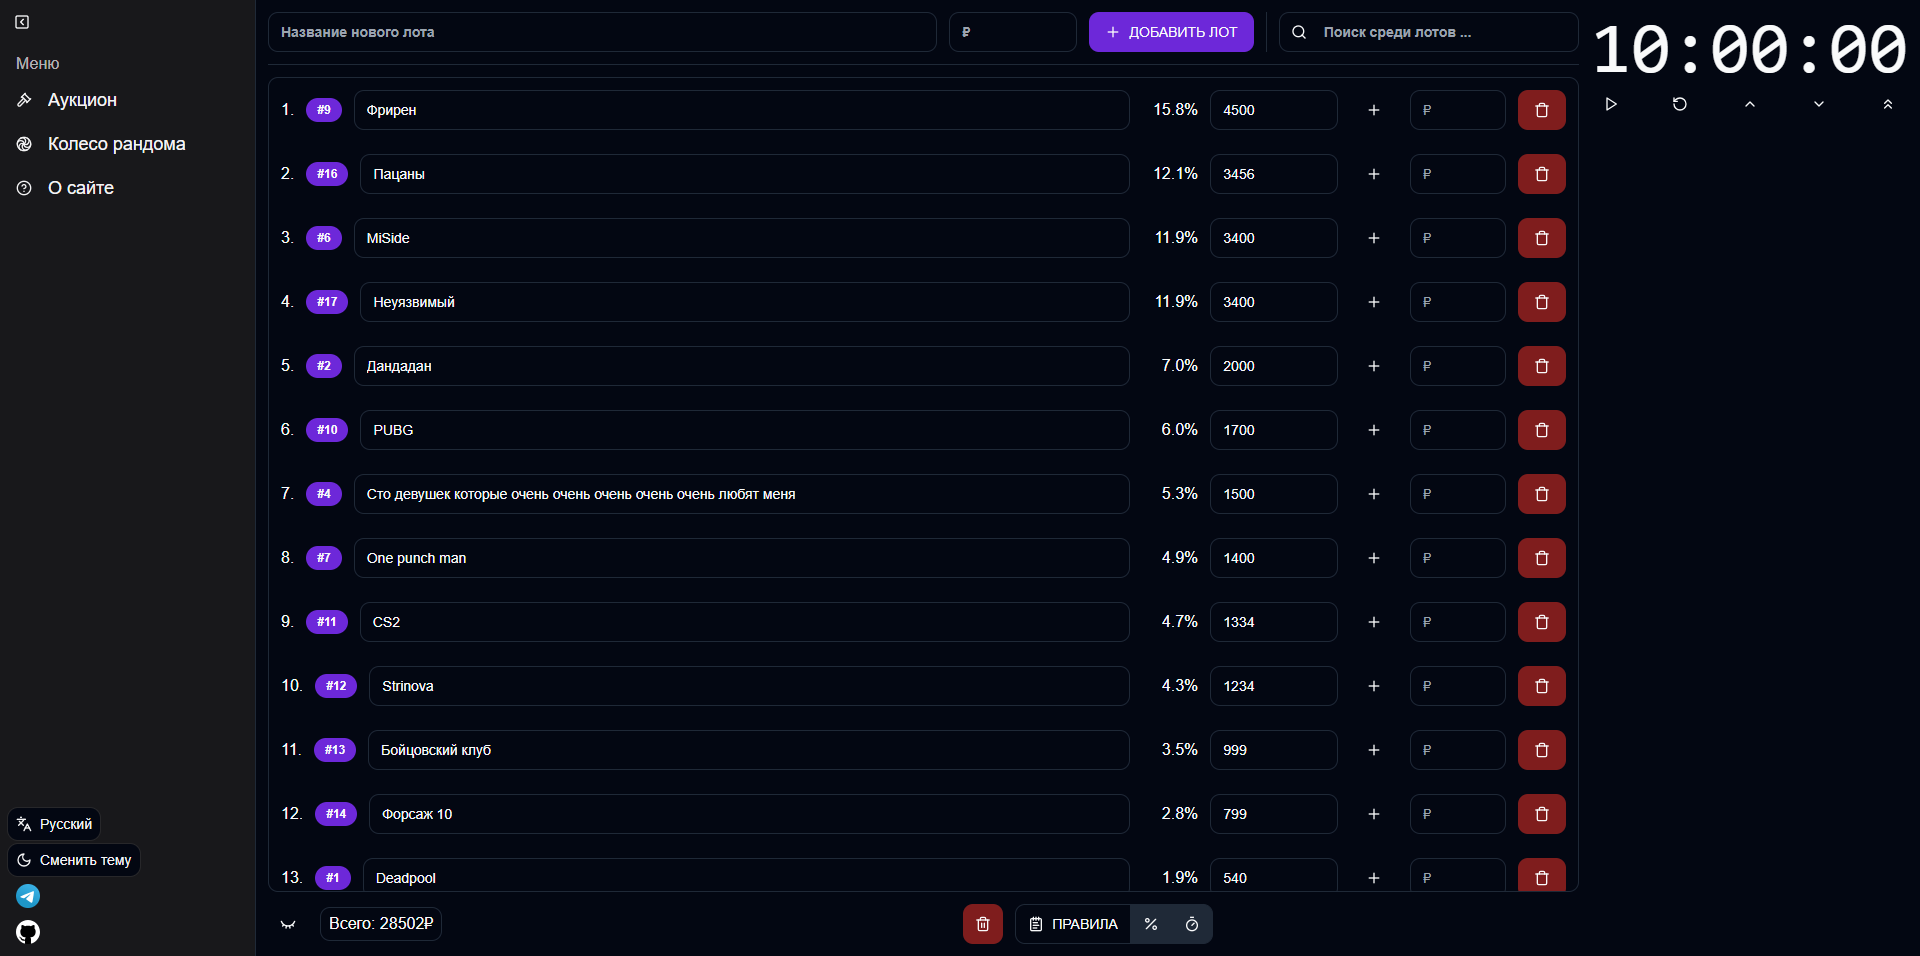 Меню
Аукцион
Колесо рандома
О сайте
Русский
Сменить тему
Название нового лота ₽ ДОБАВИТЬ ЛОТ Поиск среди лотов ...
10:00:00
1. #9 Фрирен 15.8% 4500 + ₽
2. #16 Пацаны 12.1% 3456 + ₽
3. #6 MiSide 11.9% 3400 + ₽
4. #17 Неуязвимый 11.9% 3400 + ₽
5. #2 Дандадан 7.0% 2000 + ₽
6. #10 PUBG 6.0% 1700 + ₽
7. #4 Сто девушек которые очень очень очень очень очень любят меня 5.3% 1500 + ₽
8. #7 One punch man 4.9% 1400 + ₽
9. #11 CS2 4.7% 1334 + ₽
10. #12 Strinova 4.3% 1234 + ₽
11. #13 Бойцовский клуб 3.5% 999 + ₽
12. #14 Форсаж 10 2.8% 799 + ₽
13. #1 Deadpool 1.9% 540 + ₽
Всего: 28502₽ ПРАВИЛА %